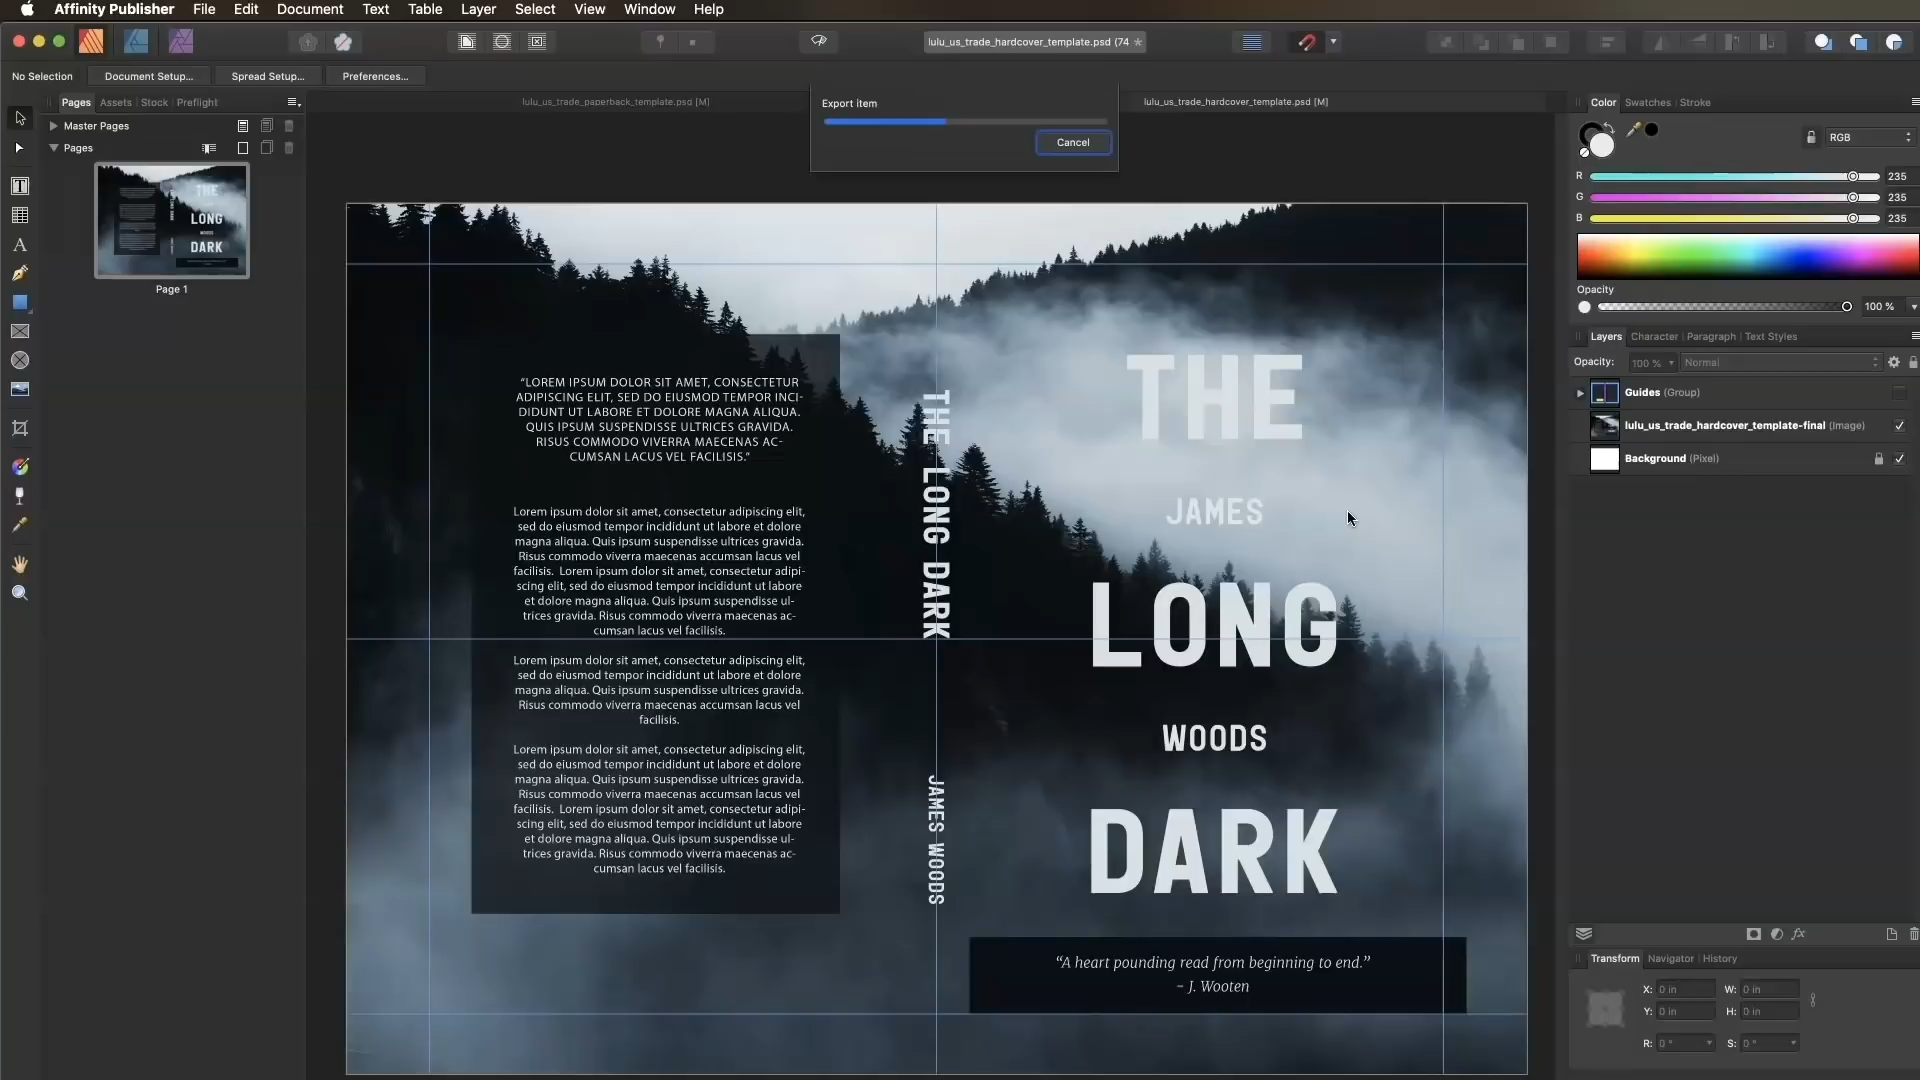 Affinity Publisher File Edit Document Text Table Layer Select View Window Help
lulu_us_trade_hardcover_template.psd (74
No Selection Document Setup... Spread Setup... Preferences...
Pages Assets Stock Preflight
Master Pages
Pages
Page 1
lulu_us_trade_paperback_template.psd [M]
lulu_us_trade_hardcover_template.psd [M]
Export item
Cancel
“LOREM IPSUM DOLOR SIT AMET, CONSECTETUR
ADIPISCING ELIT, SED DO EIUSMOD TEMPOR INCI-
DIDUNT UT LABORE ET DOLORE MAGNA ALIQUA.
QUIS IPSUM SUSPENDISSE ULTRICES GRAVIDA.
RISUS COMMODO VIVERRA MAECENAS AC-
CUMSAN LACUS VEL FACILISIS.”
Lorem ipsum dolor sit amet, consectetur adipiscing elit,
sed do eiusmod tempor incididunt ut labore et dolore
magna aliqua. Quis ipsum suspendisse ultrices gravida.
Risus commodo viverra maecenas accumsan lacus vel
facilisis. Lorem ipsum dolor sit amet, consectetur adipi-
scing elit, sed do eiusmod tempor incididunt ut labore
et dolore magna aliqua. Quis ipsum suspendisse ul-
trices gravida. Risus commodo viverra maecenas ac-
cumsan lacus vel facilisis.
Lorem ipsum dolor sit amet, consectetur adipiscing elit,
sed do eiusmod tempor incididunt ut labore et dolore
magna aliqua. Quis ipsum suspendisse ultrices gravida.
Risus commodo viverra maecenas accumsan lacus vel
facilisis.
Lorem ipsum dolor sit amet, consectetur adipiscing elit,
sed do eiusmod tempor incididunt ut labore et dolore
magna aliqua. Quis ipsum suspendisse ultrices gravida.
Risus commodo viverra maecenas accumsan lacus vel
facilisis. Lorem ipsum dolor sit amet, consectetur adipi-
scing elit, sed do eiusmod tempor incididunt ut labore
et dolore magna aliqua. Quis ipsum suspendisse ul-
trices gravida. Risus commodo viverra maecenas ac-
cumsan lacus vel facilisis.
THE LONG DARK
JAMES WOODS
THE
JAMES
LONG
WOODS
DARK
“A heart pounding read from beginning to end.”
- J. Wooten
Color Swatches Stroke
RGB
R 235
G 235
B 235
Opacity
100 %
Layers Character Paragraph Text Styles
Opacity: 100 % Normal
Guides (Group)
lulu_us_trade_hardcover_template-final (Image)
Background (Pixel)
fx
Transform Navigator History
X: 0 in W: 0 in
Y: 0 in H: 0 in
R: 0 ° S: 0 °